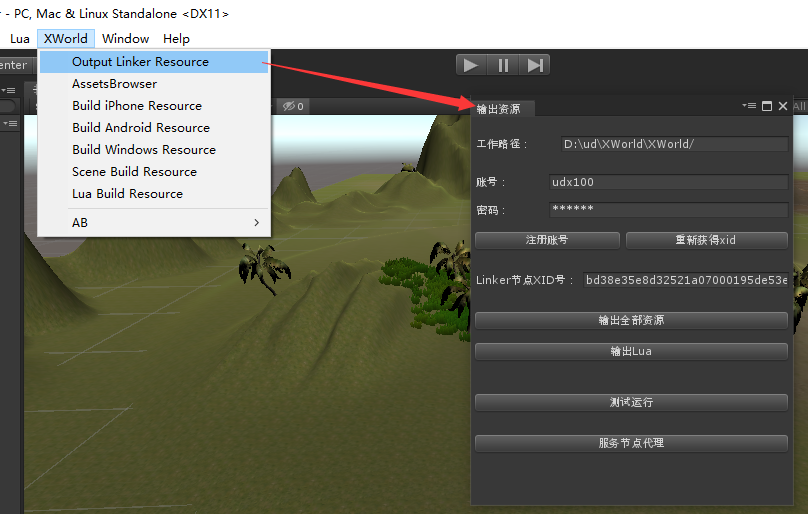 - PC, Mac & Linux Standalone <DX11>
Lua XWorld Window Help
enter
Output Linker Resource
AssetsBrowser
Build iPhone Resource
Build Android Resource
Build Windows Resource
Scene Build Resource
Lua Build Resource
AB
0
All
输出资源
工作路径： D:\ud\XWorld\XWorld/
账号： udx100
密码： ******
注册账号 重新获得xid
Linker节点XID号： bd38e35e8d32521a07000195de53e
输出全部资源
输出Lua
测试运行
服务节点代理